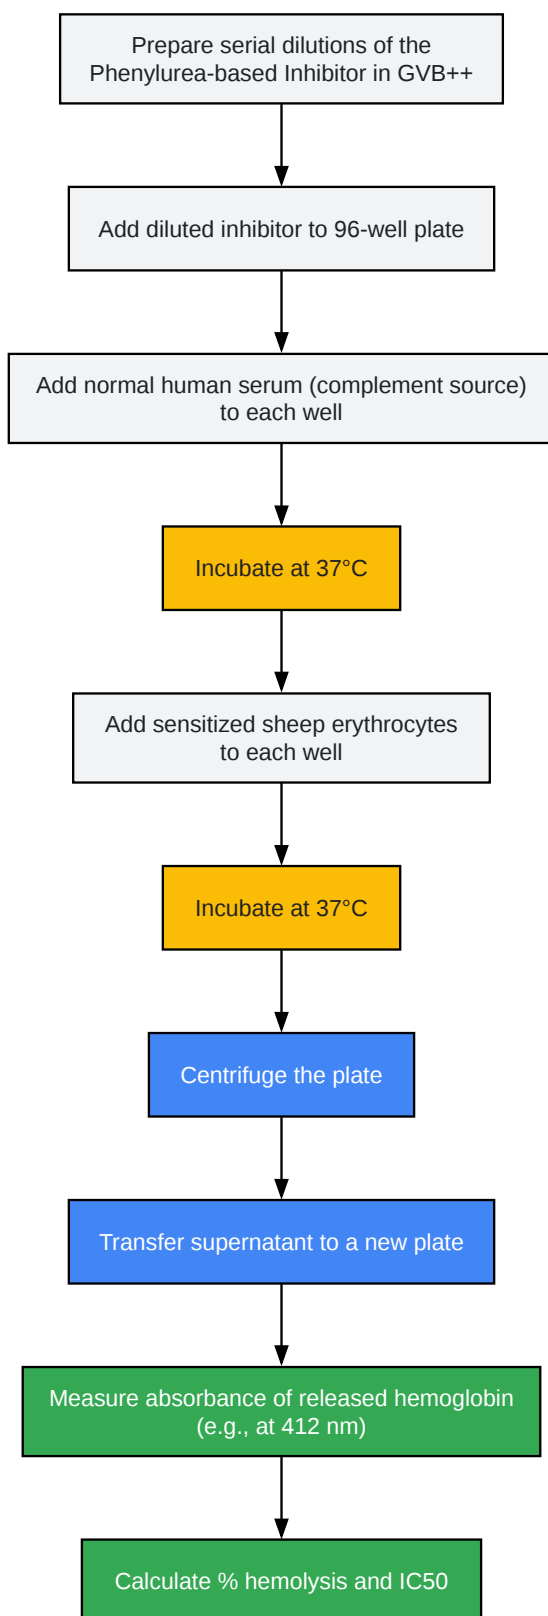 Prepare serial dilutions of the
Phenylurea-based Inhibitor in GVB++
Add diluted inhibitor to 96-well plate
Add normal human serum (complement source)
to each well
Incubate at 37°C
Add sensitized sheep erythrocytes
to each well
Incubate at 37°C
Centrifuge the plate
Transfer supernatant to a new plate
Measure absorbance of released hemoglobin
(e.g., at 412 nm)
Calculate % hemolysis and IC50